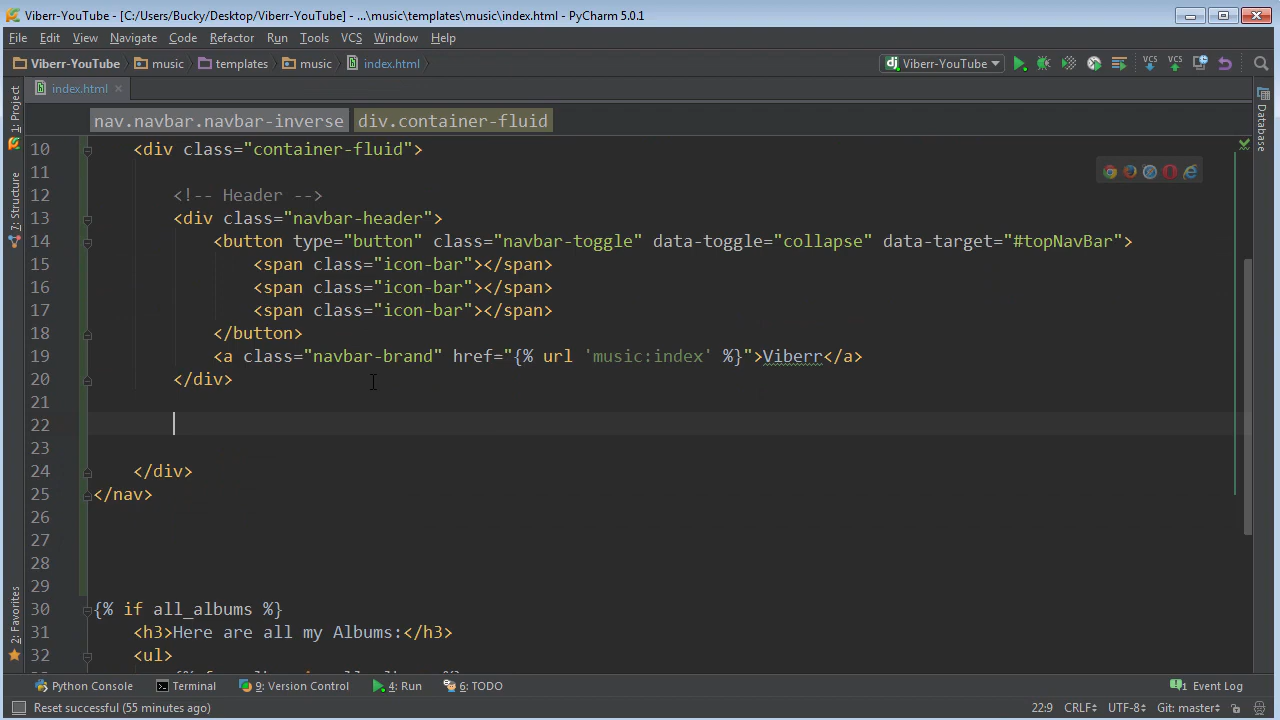 Viberr-YouTube - [C:/Users/Bucky/Desktop/Viberr-YouTube] - ...\music\templates\music\index.html - PyCharm 5.0.1
File Edit View Navigate Code Refactor Run Tools VCS Window Help
Viberr-YouTube music templates music index.html Viberr-YouTube
index.html
nav.navbar.navbar-inverse div.container-fluid
1: Project
7: Structure
2: Favorites
Database
10 <div class="container-fluid">
11
12 <!-- Header -->
13 <div class="navbar-header">
14 <button type="button" class="navbar-toggle" data-toggle="collapse" data-target="#topNavBar">
15 <span class="icon-bar"></span>
16 <span class="icon-bar"></span>
17 <span class="icon-bar"></span>
18 </button>
19 <a class="navbar-brand" href="{% url 'music:index' %}">Viberr</a>
20 </div>
21
22
23
24 </div>
25 </nav>
26
27
28
29
30 {% if all_albums %}
31 <h3>Here are all my Albums:</h3>
32 <ul>
Python Console Terminal 9: Version Control 4: Run 6: TODO 1 Event Log
Reset successful (55 minutes ago) 22:9 CRLF UTF-8 Git: master